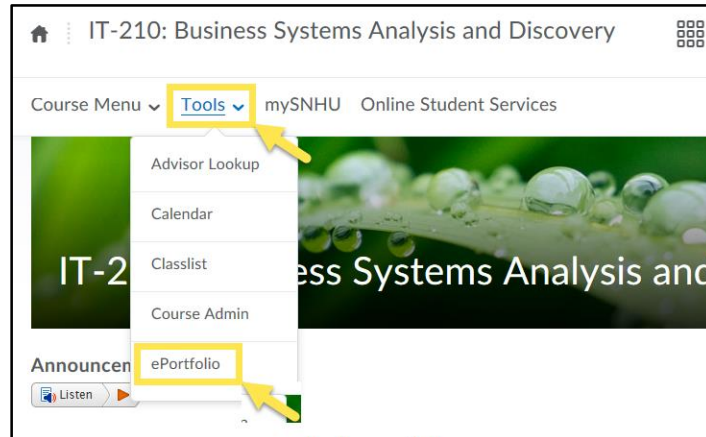 IT-210: Business Systems Analysis and Discovery
Course Menu Tools mySNHU Online Student Services
Advisor Lookup
Calendar
Classlist
IT-2 ess Systems Analysis and
Course Admin
ePortfolio
Announcem
Listen